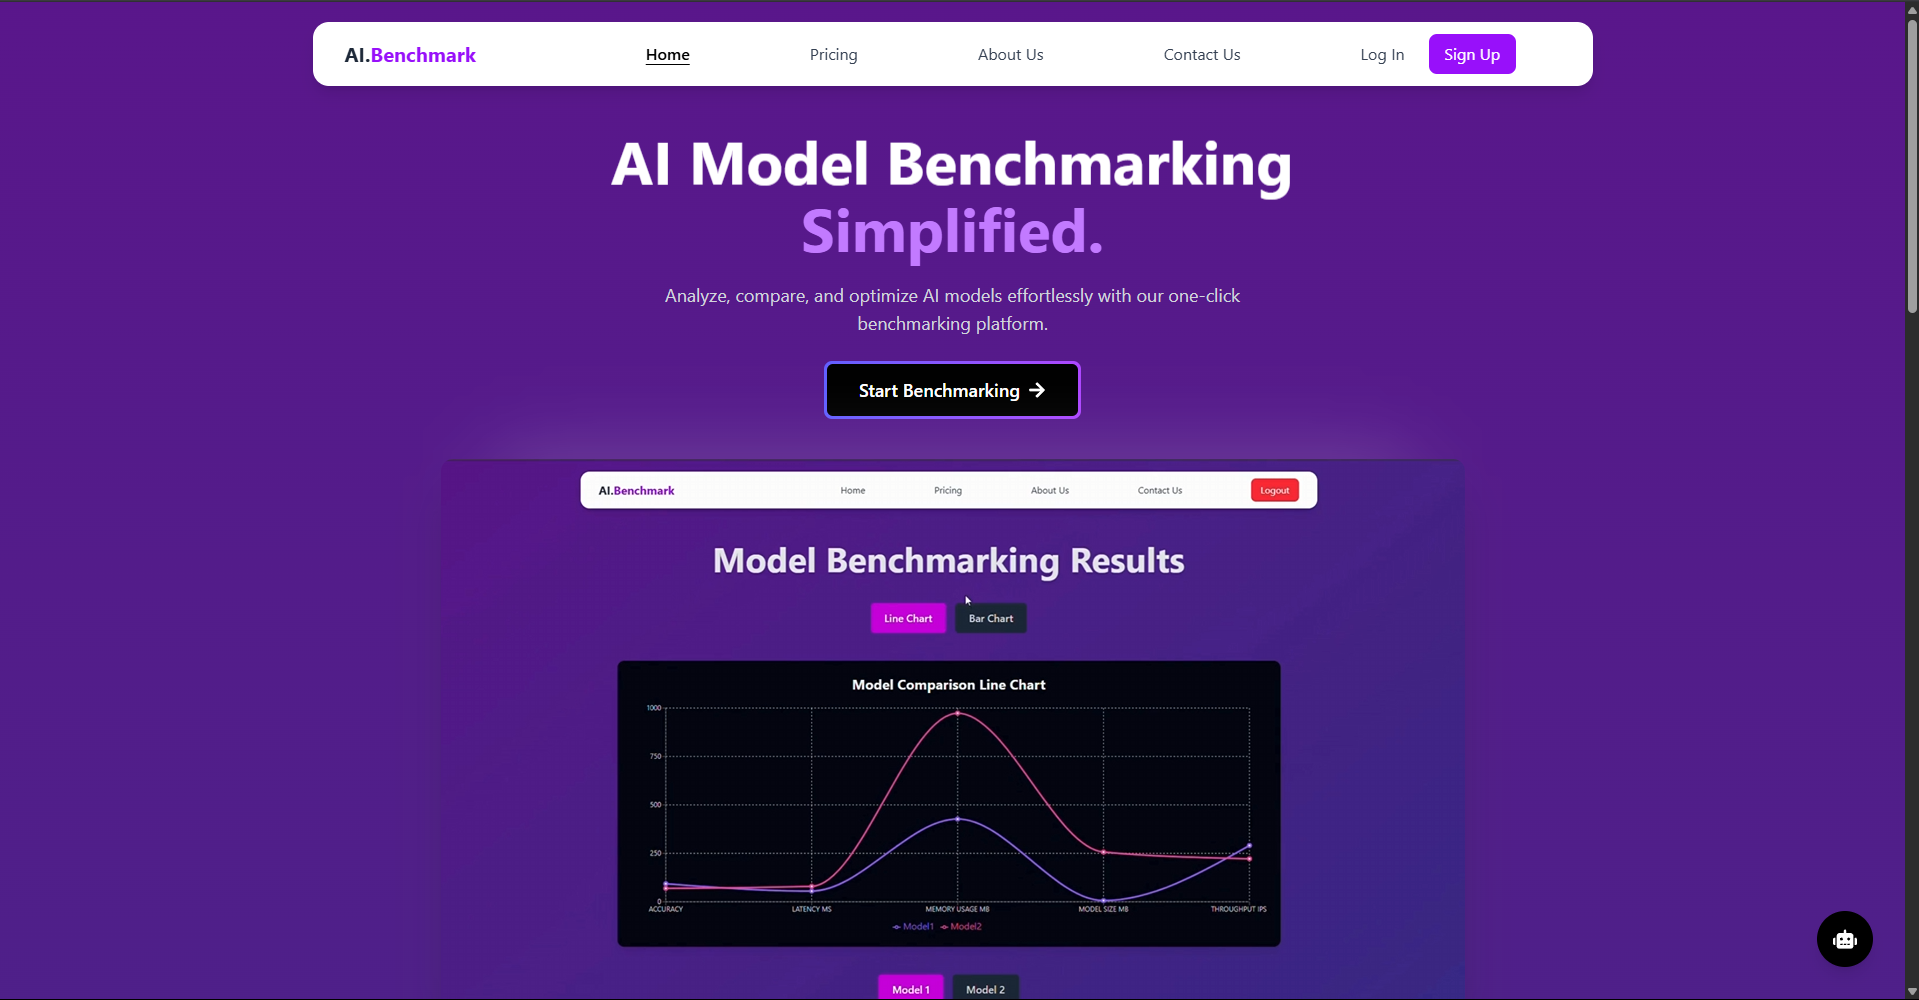 AI.Benchmark
Home
Pricing
About Us
Contact Us
Log In
Sign Up
AI Model Benchmarking
Simplified.
Analyze, compare, and optimize AI models effortlessly with our one-click
benchmarking platform.
Start Benchmarking
AI.Benchmark
Home
Pricing
About Us
Contact Us
Logout
Model Benchmarking Results
Line Chart
Bar Chart
Model Comparison Line Chart
1000
750
500
250
0
ACCURACY
LATENCY MS
MEMORY USAGE MB
MODEL SIZE MB
THROUGHPUT IPS
Model1
Model2
Model 1
Model 2